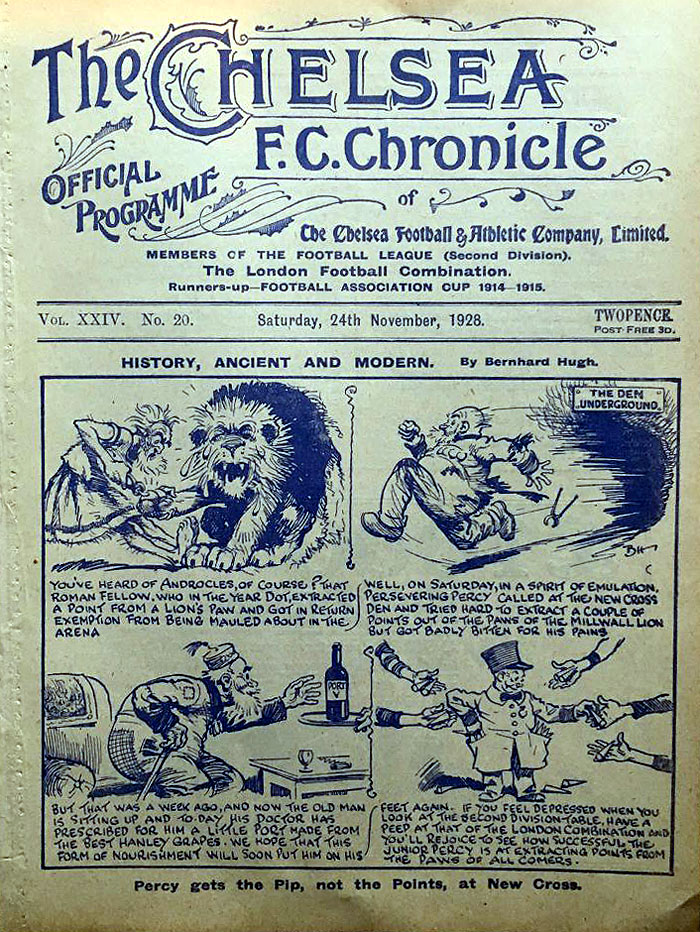 The CHELSEA
F.C. Chronicle
OFFICIAL
PROGRAMME
of
The Chelsea Football & Athletic Company, Limited.
MEMBERS OF THE FOOTBALL LEAGUE (Second Division).
The London Football Combination.
Runners-up—FOOTBALL ASSOCIATION CUP 1914—1915.
VOL. XXIV. No. 20.
Saturday, 24th November, 1928.
TWOPENCE
POST FREE 3D.
HISTORY, ANCIENT AND MODERN. By Bernhard Hugh.
THE DEN
UNDERGROUND
BH
YOU'VE HEARD OF ANDROCLES, OF COURSE? THAT
ROMAN FELLOW, WHO IN THE YEAR DOT, EXTRACTED
A POINT FROM A LION'S PAW AND GOT IN RETURN
EXEMPTION FROM BEING MAULED ABOUT IN THE
ARENA
WELL, ON SATURDAY, IN A SPIRIT OF EMULATION,
PERSEVERING PERCY CALLED AT THE NEW CROSS
DEN AND TRIED HARD TO EXTRACT A COUPLE OF
POINTS OUT OF THE PAWS OF THE MILLWALL LION
BUT GOT BADLY BITTEN FOR HIS PAINS
PORT
BUT THAT WAS A WEEK AGO, AND NOW THE OLD MAN
IS SITTING UP AND TO-DAY HIS DOCTOR HAS
PRESCRIBED FOR HIM A LITTLE PORT MADE FROM
THE BEST HANLEY GRAPES. WE HOPE THAT THIS
FORM OF NOURISHMENT WILL SOON PUT HIM ON HIS
FEET AGAIN. IF YOU FEEL DEPRESSED WHEN YOU
LOOK AT THE SECOND DIVISION TABLE, HAVE A
PEEP AT THAT OF THE LONDON COMBINATION AND
YOU'LL REJOICE TO SEE HOW SUCCESSFUL THE
JUNIOR PERCY IS AT EXTRACTING POINTS FROM
THE PAWS OF ALL COMERS.
Percy gets the Pip, not the Points, at New Cross.